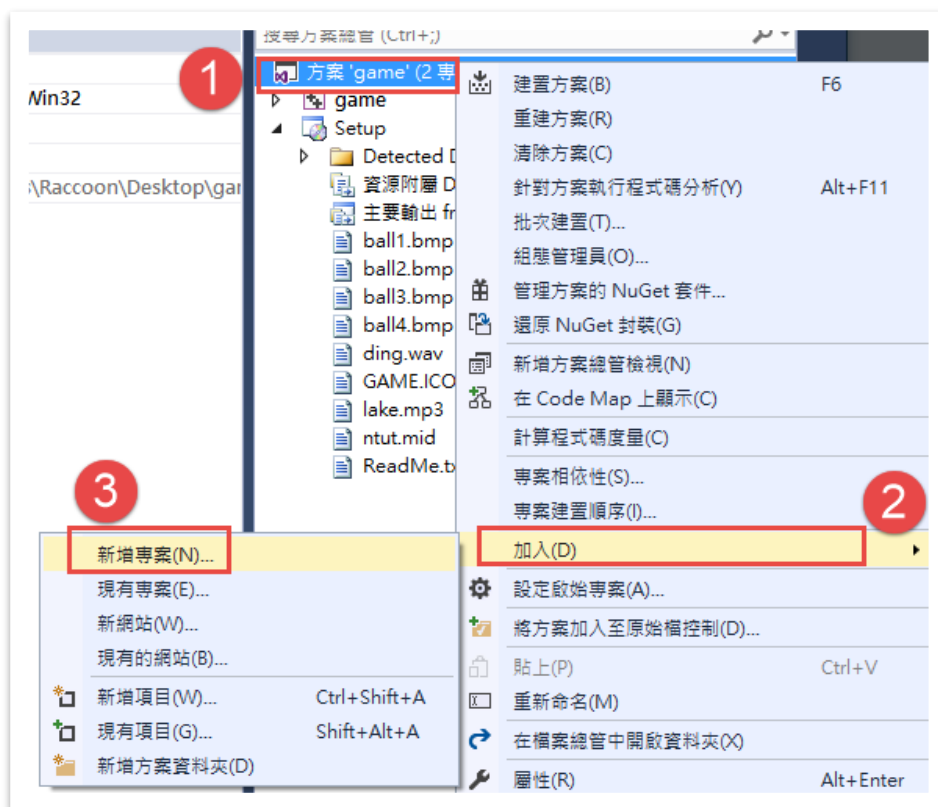 搜尋方案總管 (Ctrl+;)
1
方案 'game' (2 專
Win32
game
Setup
\Raccoon\Desktop\gar
Detected D
資源附屬 D
主要輸出 fr
ball1.bmp
ball2.bmp
ball3.bmp
ball4.bmp
ding.wav
GAME.ICO
lake.mp3
ntut.mid
ReadMe.tx
建置方案(B) F6
重建方案(R)
清除方案(C)
針對方案執行程式碼分析(Y) Alt+F11
批次建置(T)...
組態管理員(O)...
管理方案的 NuGet 套件...
還原 NuGet 封裝(G)
新增方案總管檢視(N)
在 Code Map 上顯示(C)
計算程式碼度量(C)
專案相依性(S)...
專案建置順序(I)...
2
加入(D)
設定啟始專案(A)...
將方案加入至原始檔控制(D)...
貼上(P) Ctrl+V
重新命名(M)
在檔案總管中開啟資料夾(X)
屬性(R) Alt+Enter
3
新增專案(N)...
現有專案(E)...
新網站(W)...
現有的網站(B)...
新增項目(W)... Ctrl+Shift+A
現有項目(G)... Shift+Alt+A
新增方案資料夾(D)